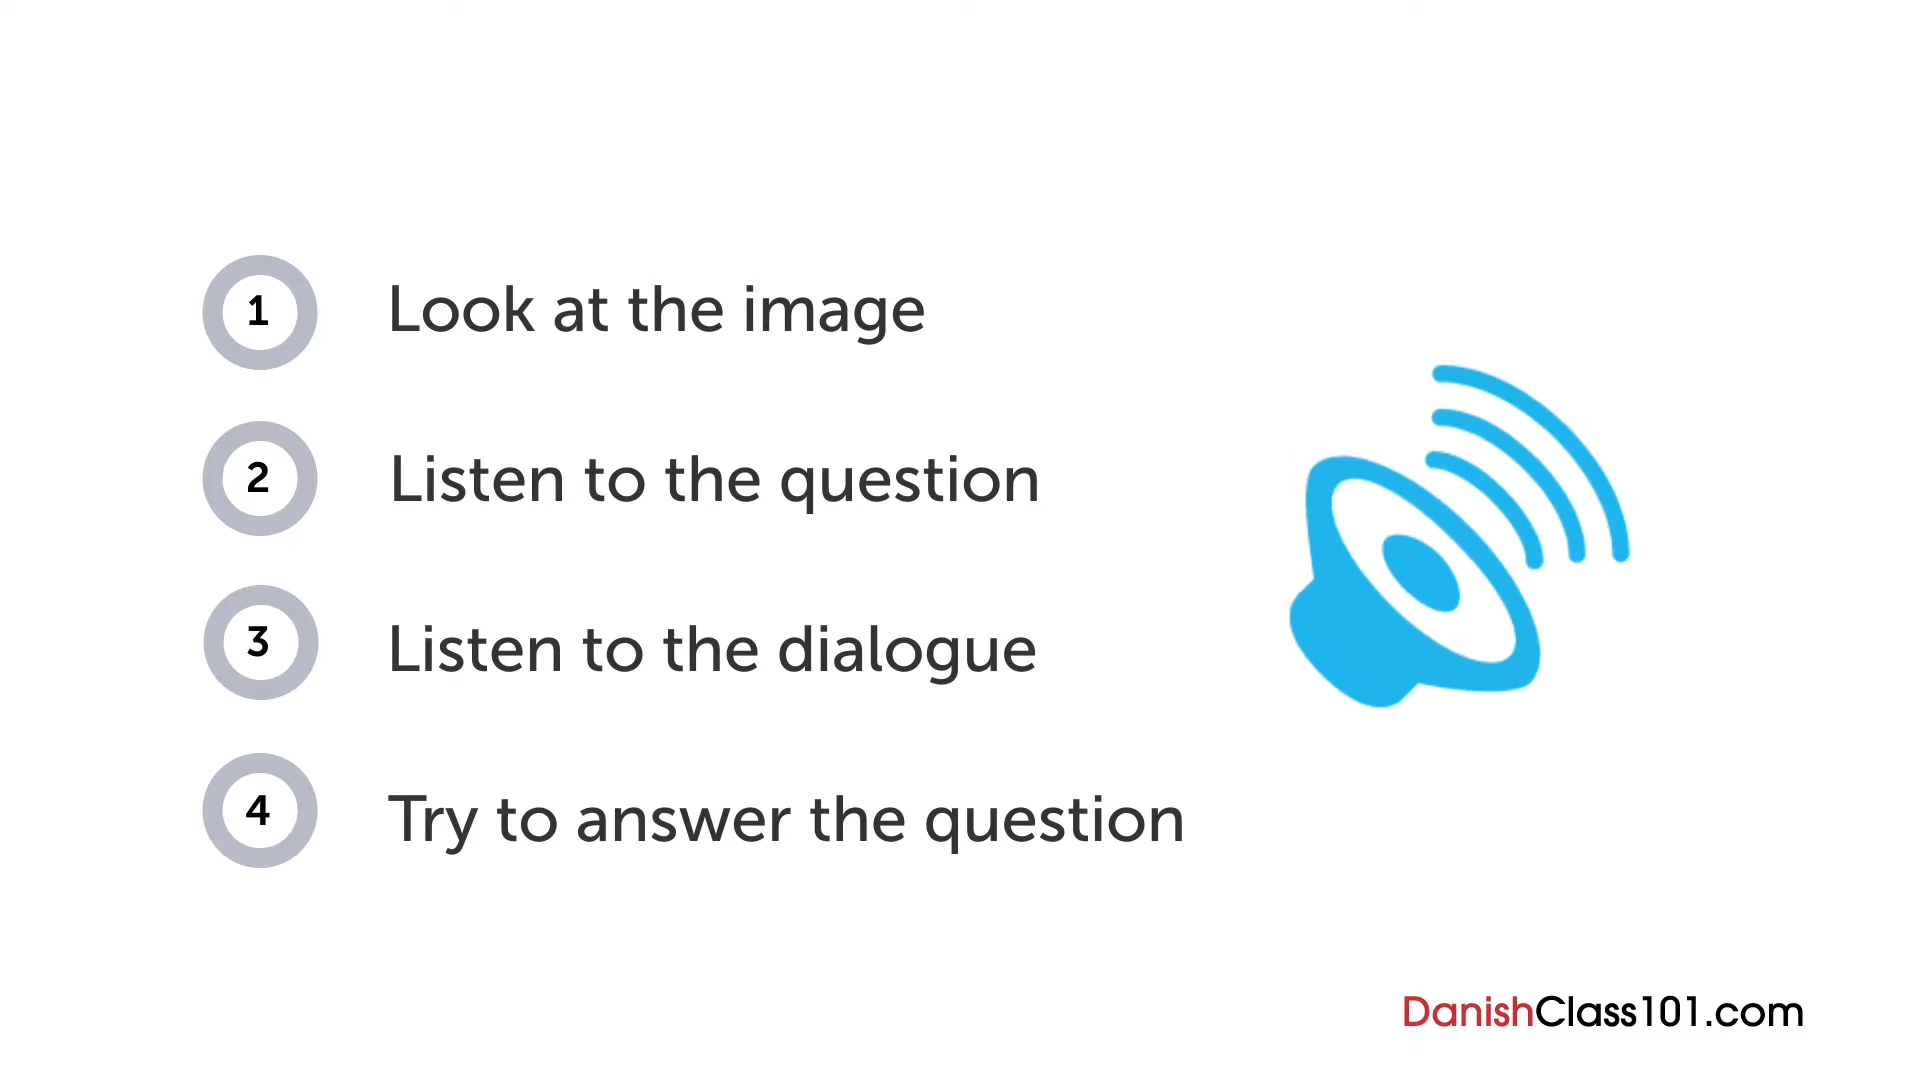 1 Look at the image
2 Listen to the question
3 Listen to the dialogue
4 Try to answer the question
DanishClass101.com